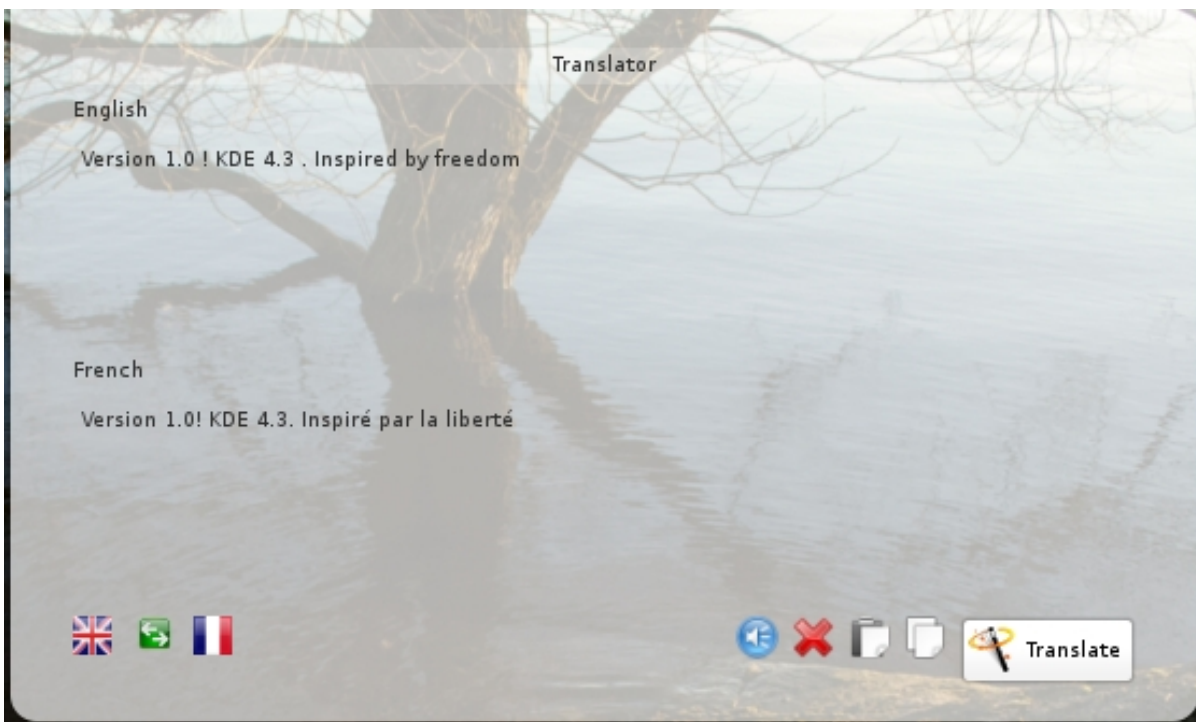 Translator
English
Version 1.0 ! KDE 4.3 . Inspired by freedom
French
Version 1.0! KDE 4.3. Inspiré par la liberté
Translate